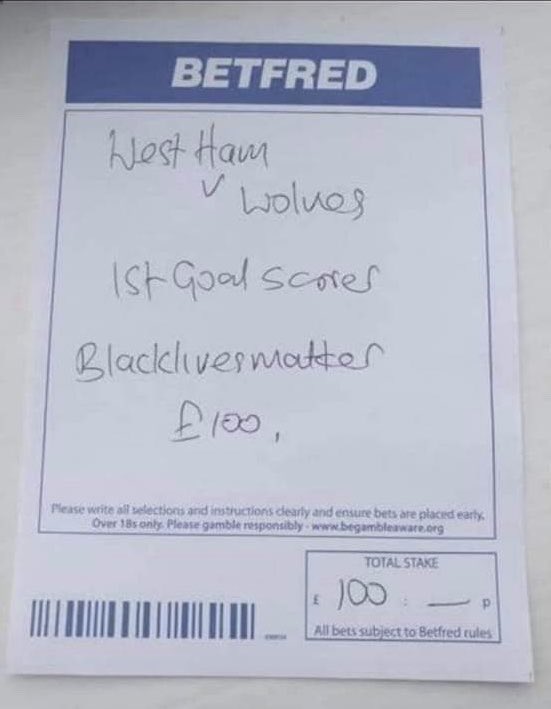 BETFRED
West Ham
v Wolves
1st Goal scorer
Blacklivesmatter
£100,
Please write all selections and instructions clearly and ensure bets are placed early.
Over 18s only. Please gamble responsibly - www.begambleaware.org
TOTAL STAKE
£ 100 : — p
All bets subject to Betfred rules